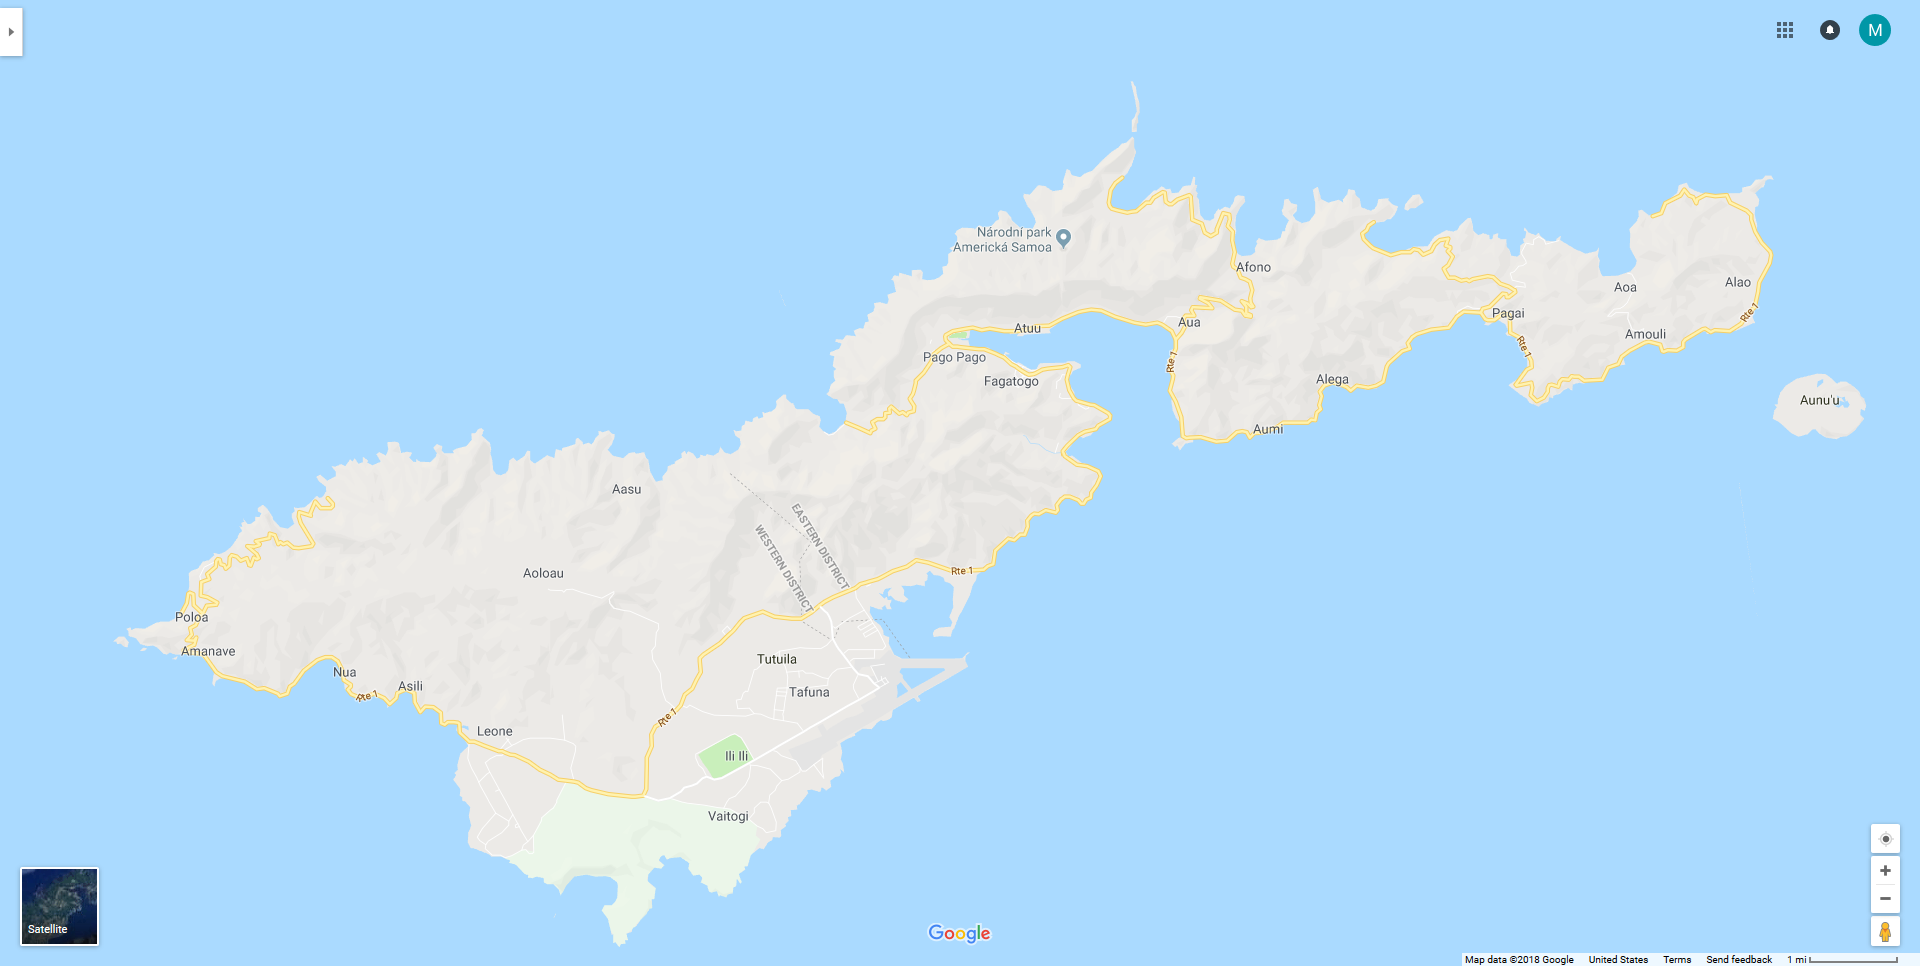 M
Národní park
Americká Samoa
Afono
Aoa
Alao
Rte 1
Pagai
Aua
Atuu
Amouli
Rte 1
Pago Pago
Rte 1
Fagatogo
Alega
Aunu'u
Aumi
Aasu
EASTERN DISTRICT
WESTERN DISTRICT
Aoloau
Rte 1
Poloa
Amanave
Tutuila
Nua
Asili
Rte 1
Tafuna
Rte 1
Leone
Ili Ili
Vaitogi
Satellite
Google
Map data ©2018 Google United States Terms Send feedback 1 mi